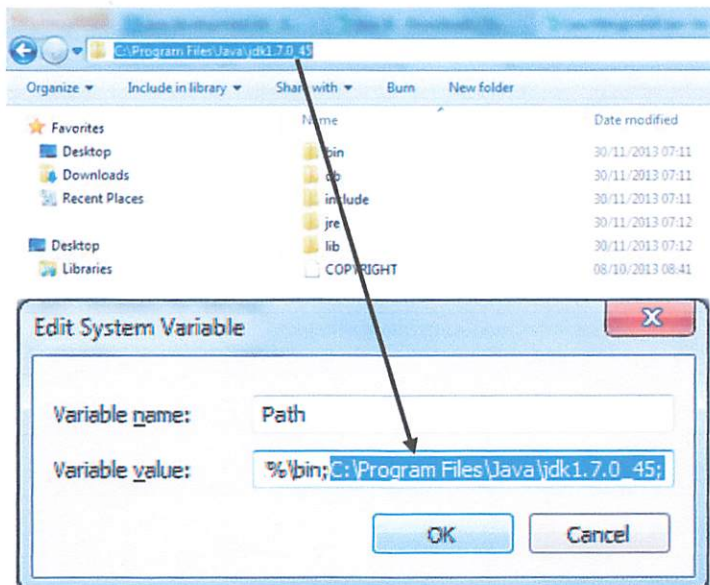 C:\Program Files\Java\jdk1.7.0_45
Organize Include in library Share with Burn New folder
Name Date modified
Favorites
Desktop
Downloads
Recent Places
Desktop
Libraries
bin 30/11/2013 07:11
db 30/11/2013 07:11
include 30/11/2013 07:11
jre 30/11/2013 07:12
lib 30/11/2013 07:12
COPYRIGHT 08/10/2013 08:41
Edit System Variable
Variable name: Path
Variable value: %\bin;C:\Program Files\Java\jdk1.7.0_45;
OK Cancel